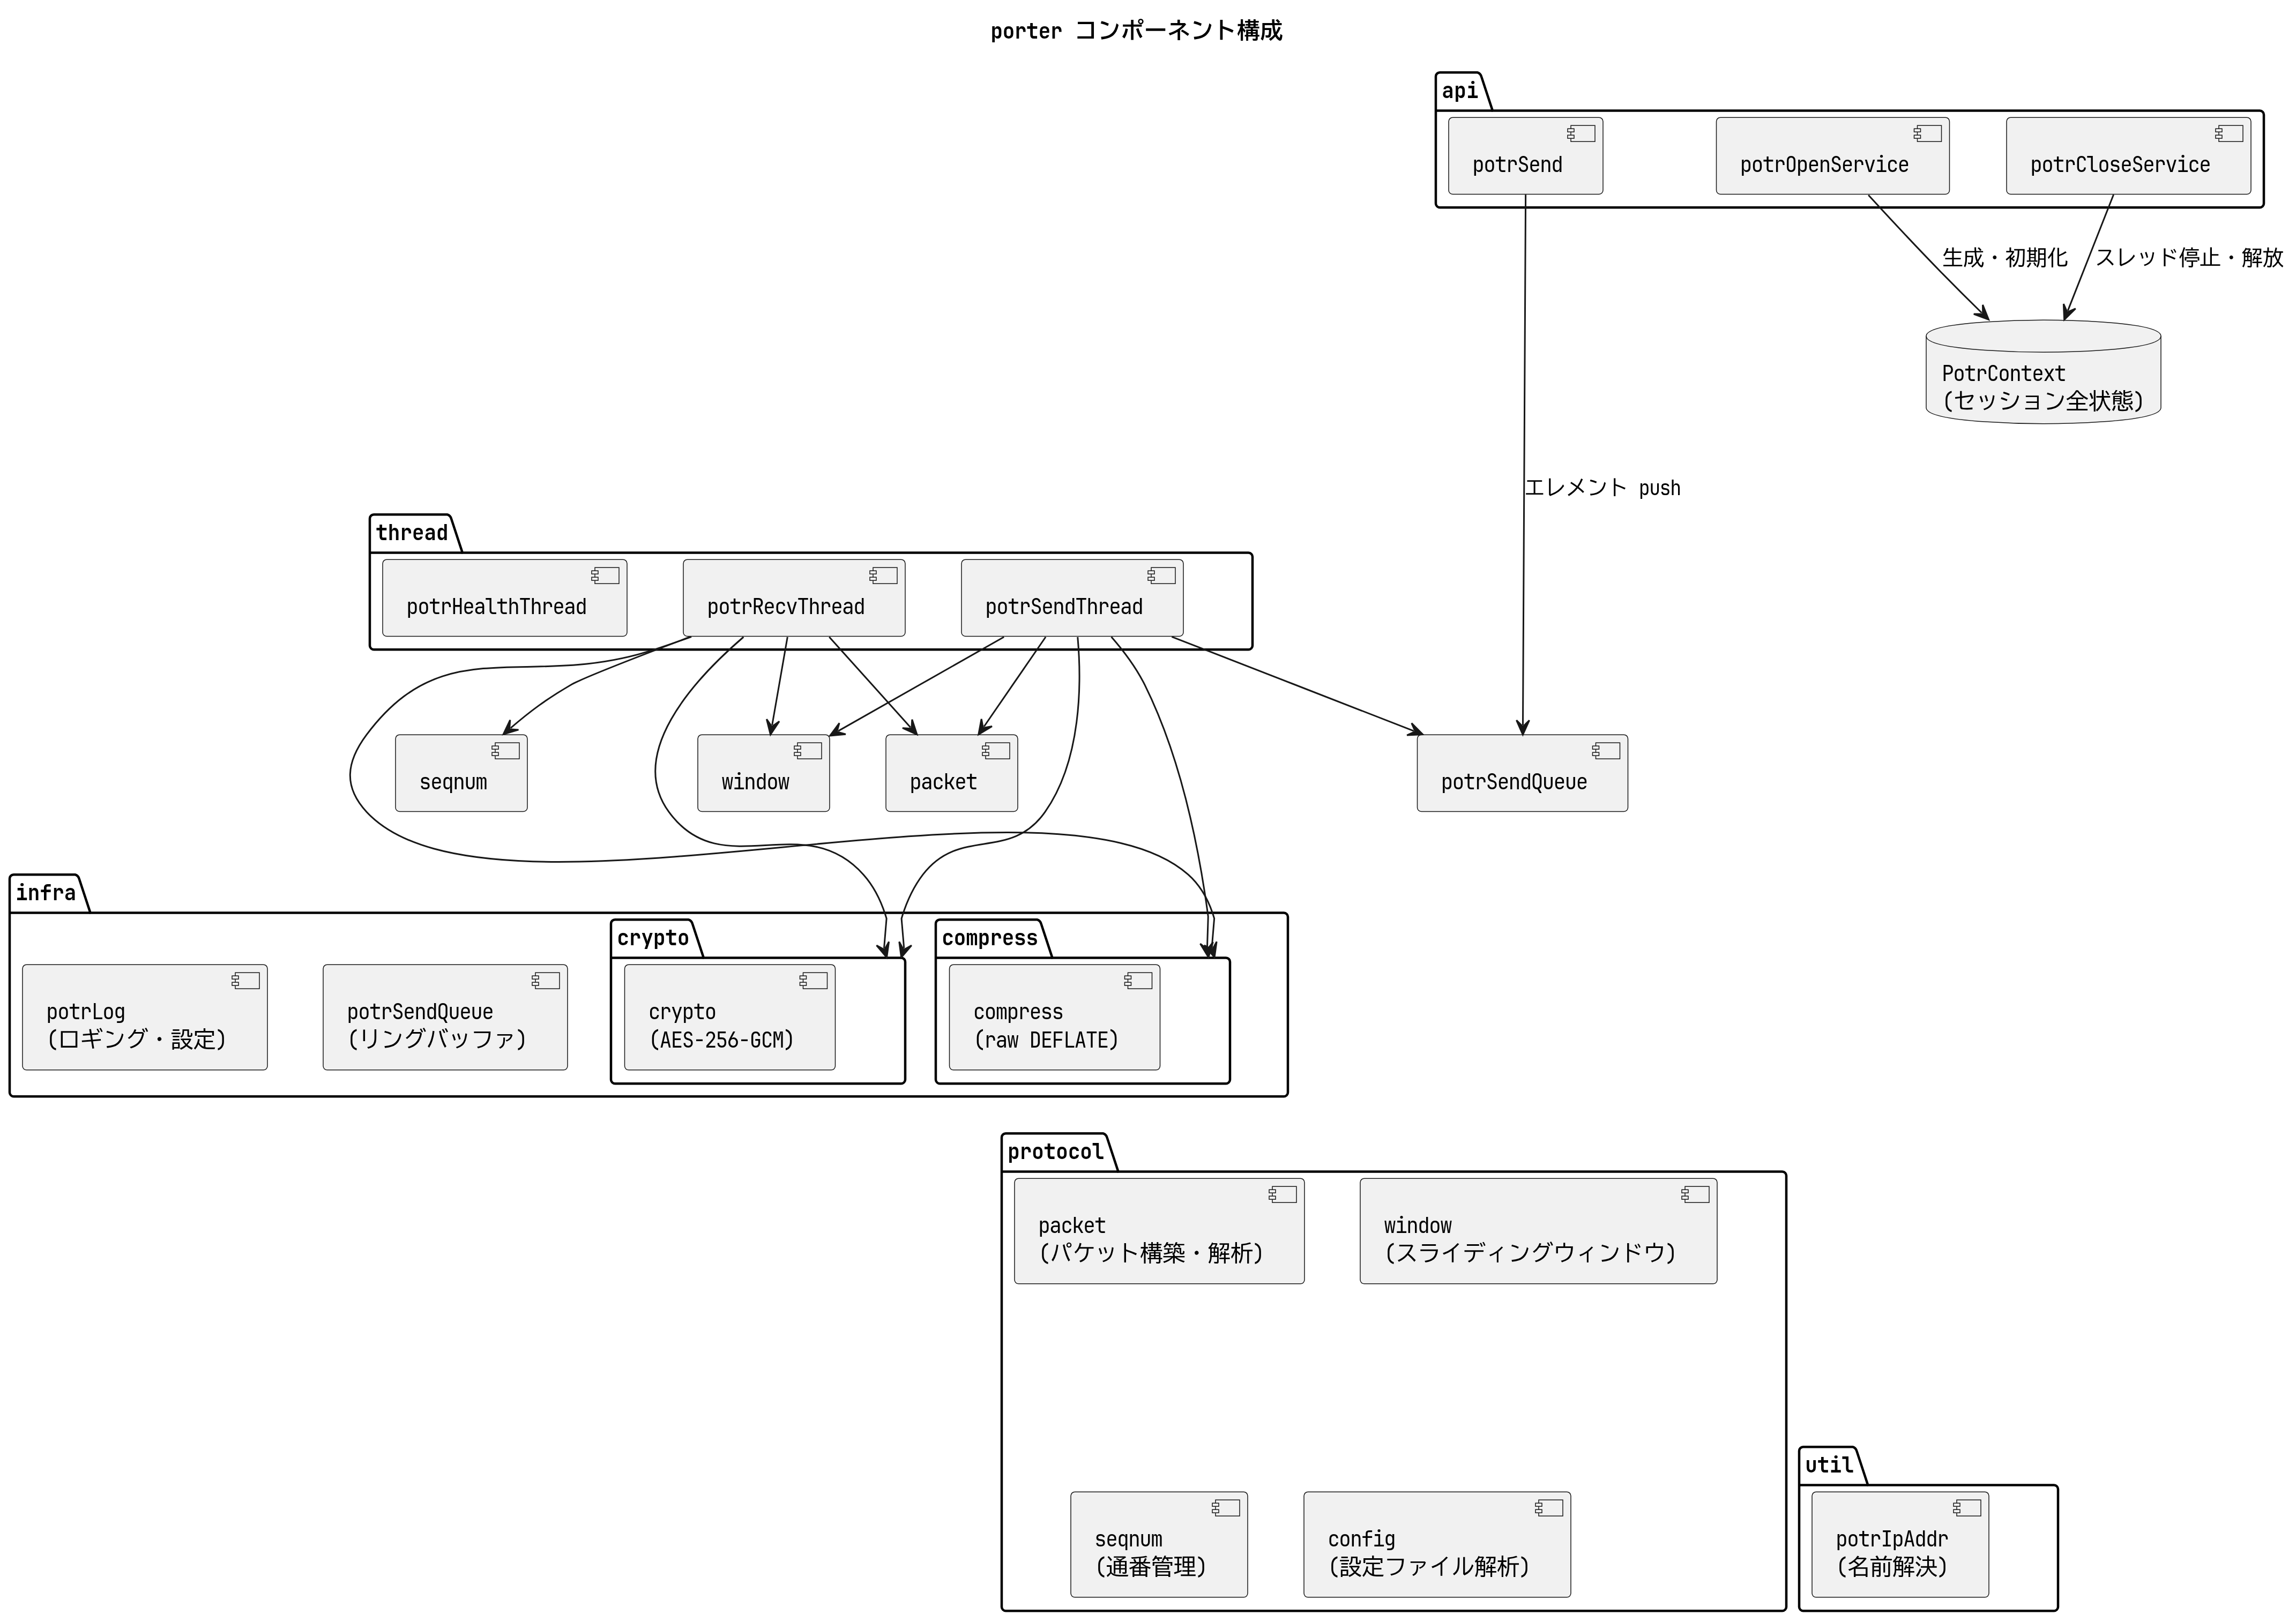 porter コンポーネント構成
api
potrSend
potrOpenService
potrCloseService
生成・初期化
スレッド停止・解放
PotrContext
(セッション全状態)
エレメント push
thread
potrHealthThread
potrRecvThread
potrSendThread
seqnum
window
packet
potrSendQueue
infra
crypto
compress
potrLog
(ロギング・設定)
potrSendQueue
(リングバッファ)
crypto
(AES-256-GCM)
compress
(raw DEFLATE)
protocol
packet
(パケット構築・解析)
window
(スライディングウィンドウ)
util
seqnum
(通番管理)
config
(設定ファイル解析)
potrIpAddr
(名前解決)